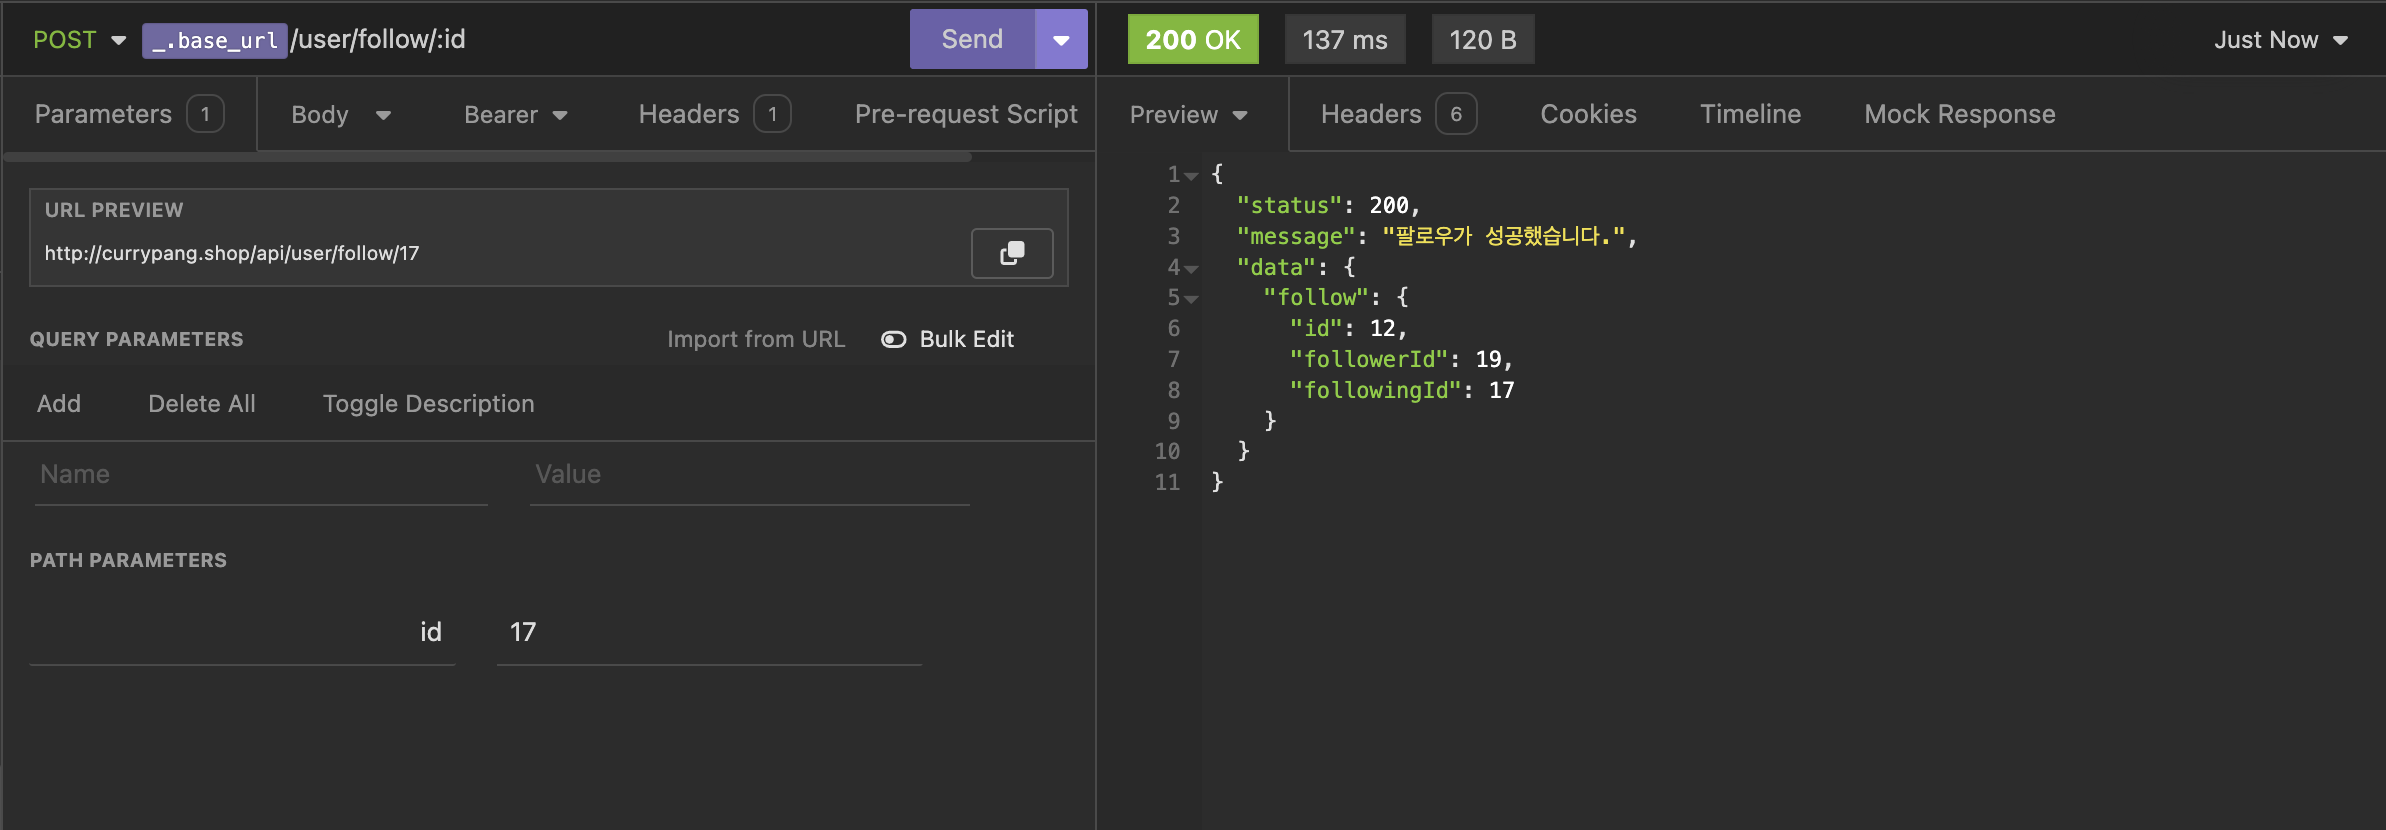 POST _.base_url/user/follow/:id Send
200 OK 137 ms 120 B Just Now
Parameters 1 Body Bearer Headers 1 Pre-request Script
Preview Headers 6 Cookies Timeline Mock Response
URL PREVIEW
http://currypang.shop/api/user/follow/17
QUERY PARAMETERS Import from URL Bulk Edit
Add Delete All Toggle Description
Name Value
PATH PARAMETERS
id 17
1 {
2 "status": 200,
3 "message": "팔로우가 성공했습니다.",
4 "data": {
5 "follow": {
6 "id": 12,
7 "followerId": 19,
8 "followingId": 17
9 }
10 }
11 }